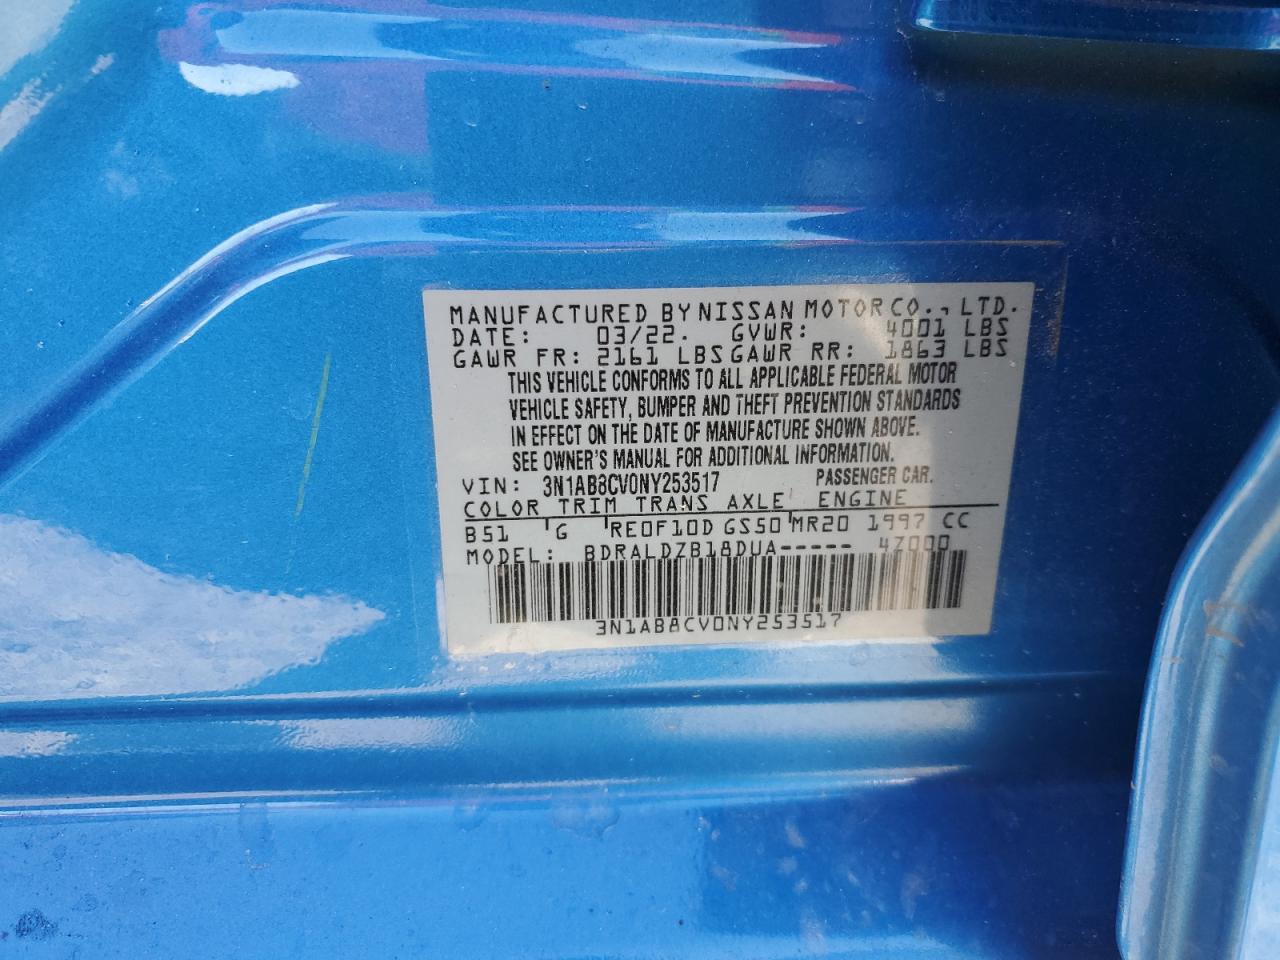 MANUFACTURED BY NISSAN MOTOR CO., LTD.
DATE: 03/22. GVWR: 4001 LBS
GAWR FR: 2161 LBS GAWR RR: 1863 LBS
THIS VEHICLE CONFORMS TO ALL APPLICABLE FEDERAL MOTOR
VEHICLE SAFETY, BUMPER AND THEFT PREVENTION STANDARDS
IN EFFECT ON THE DATE OF MANUFACTURE SHOWN ABOVE.
SEE OWNER'S MANUAL FOR ADDITIONAL INFORMATION.
VIN: 3N1AB8CV0NY253517 PASSENGER CAR.
COLOR TRIM TRANS AXLE ENGINE
B51 G RE0F10D GS50 MR20 1997 CC
MODEL: BDRALDZB18DUA----- 47000
3N1AB8CV0NY253517